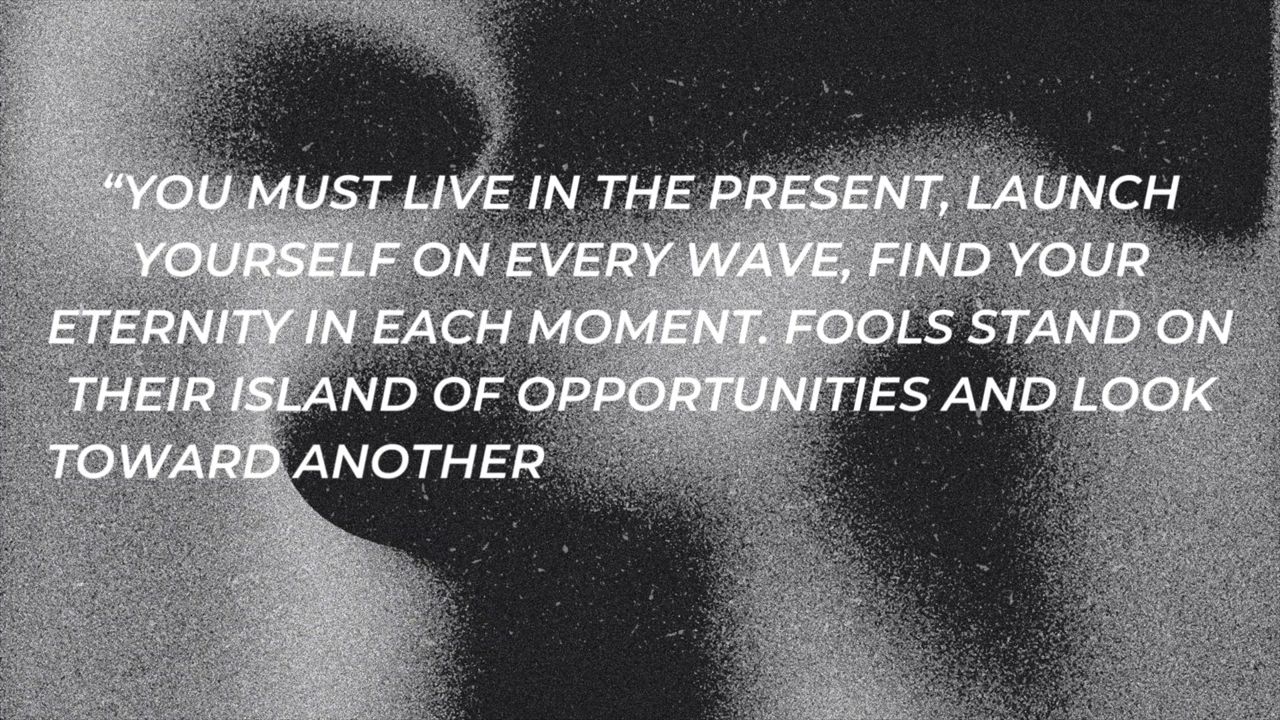 “YOU MUST LIVE IN THE PRESENT, LAUNCH
YOURSELF ON EVERY WAVE, FIND YOUR
ETERNITY IN EACH MOMENT. FOOLS STAND ON
THEIR ISLAND OF OPPORTUNITIES AND LOOK
TOWARD ANOTHER